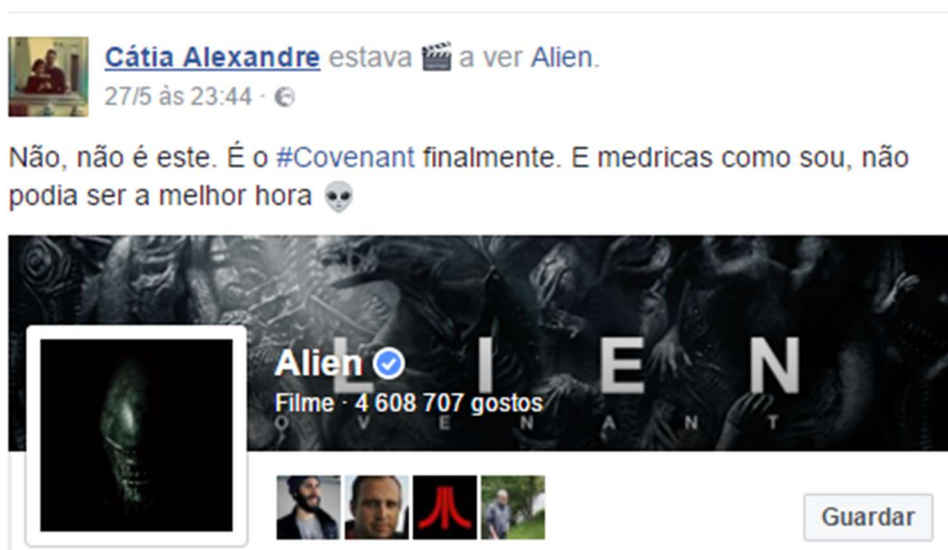 Cátia Alexandre estava 🎬 a ver Alien.
27/5 às 23:44 ·
Não, não é este. É o #Covenant finalmente. E medricas como sou, não
podia ser a melhor hora 👽
L I E N
Alien
Filme · 4 608 707 gostos
O V E N A N T
Guardar